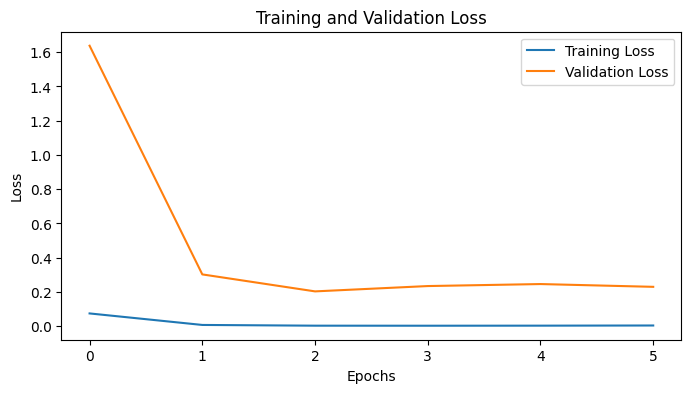 Training and Validation Loss
Training Loss
Validation Loss
Loss
1.6
1.4
1.2
1.0
0.8
0.6
0.4
0.2
0.0
0 1 2 3 4 5
Epochs